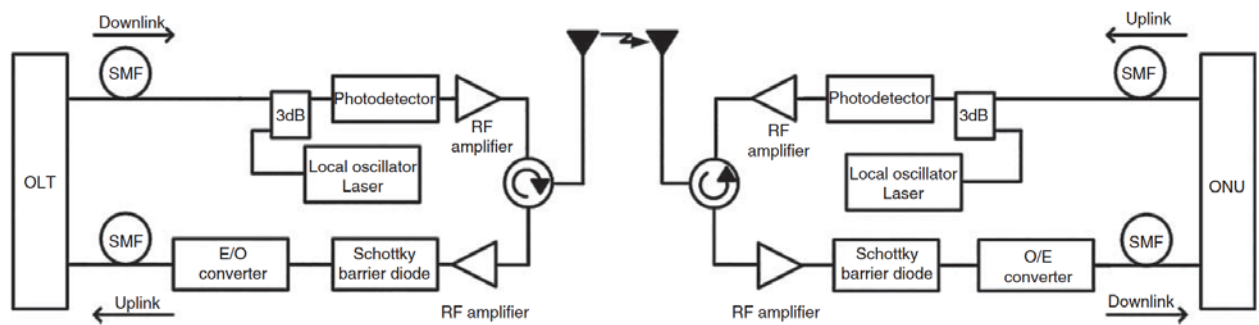 Downlink
SMF
OLT
3dB
Photodetector
RF
amplifier
Local oscillator
Laser
SMF
E/O
converter
Schottky
barrier diode
RF amplifier
Uplink
Uplink
SMF
ONU
RF
amplifier
Photodetector
3dB
Local oscillator
Laser
RF amplifier
Schottky
barrier diode
O/E
converter
SMF
Downlink